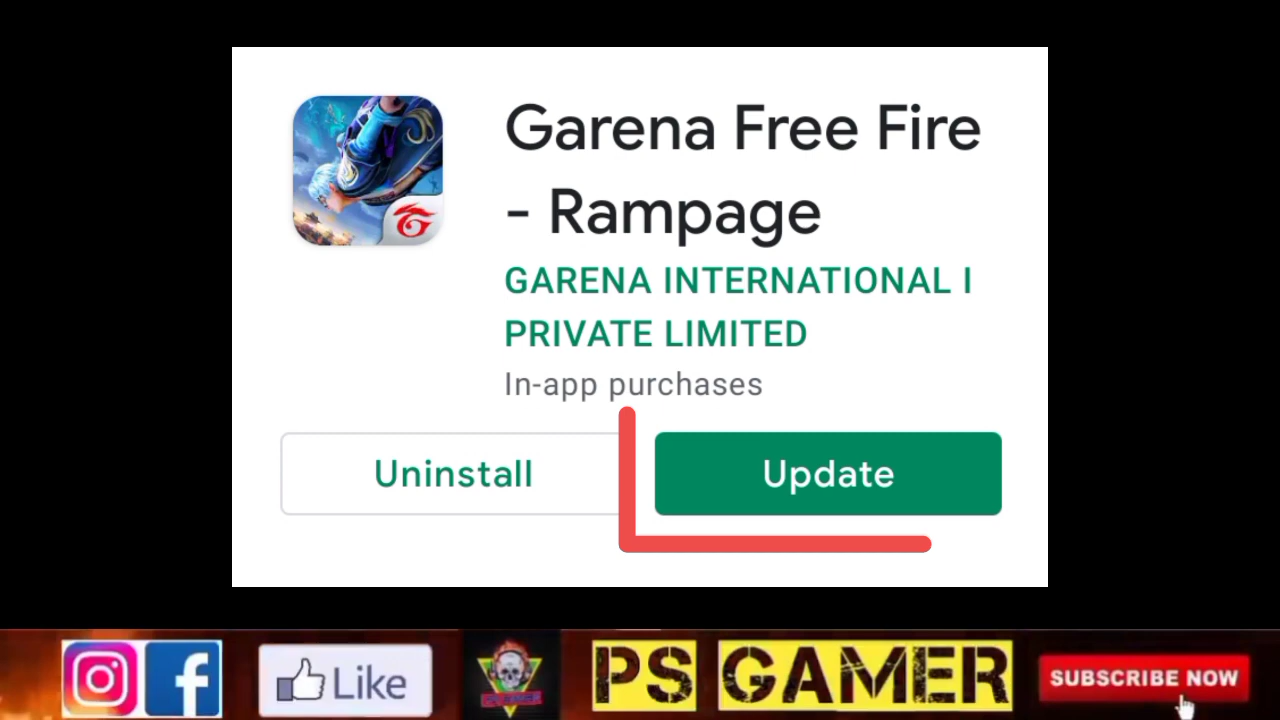 Garena Free Fire
- Rampage
GARENA INTERNATIONAL I
PRIVATE LIMITED
In-app purchases
Uninstall
Update
Like
PS GAMER
SUBSCRIBE NOW